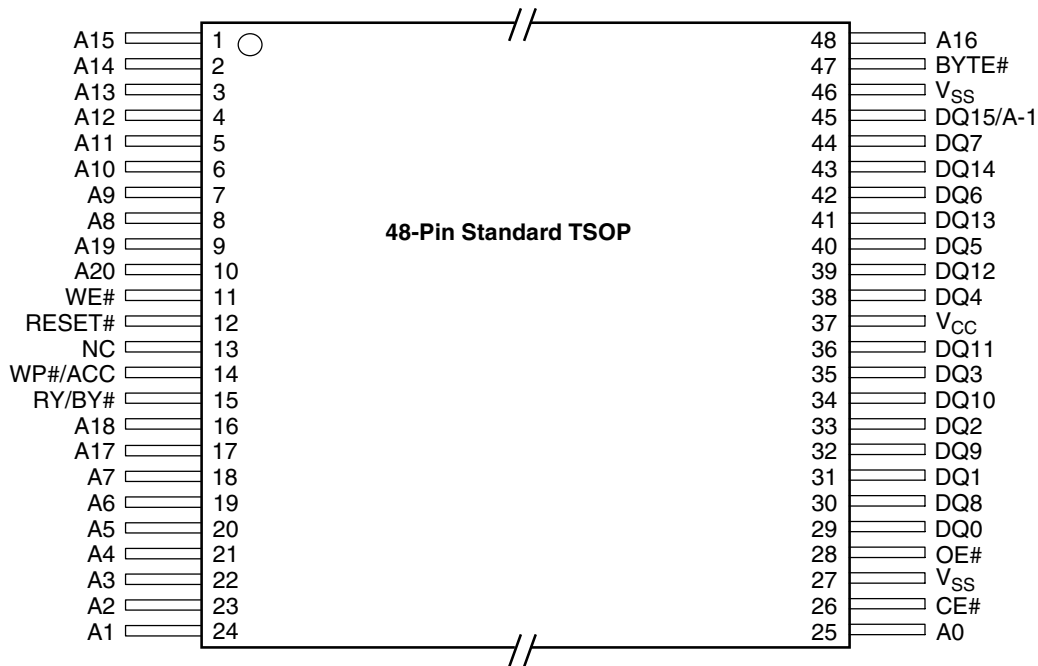 A15 1 48 A16
A14 2 47 BYTE#
A13 3 46 VSS
A12 4 45 DQ15/A-1
A11 5 44 DQ7
A10 6 43 DQ14
A9 7 42 DQ6
A8 8 41 DQ13
48-Pin Standard TSOP
A19 9 40 DQ5
A20 10 39 DQ12
WE# 11 38 DQ4
RESET# 12 37 VCC
NC 13 36 DQ11
WP#/ACC 14 35 DQ3
RY/BY# 15 34 DQ10
A18 16 33 DQ2
A17 17 32 DQ9
A7 18 31 DQ1
A6 19 30 DQ8
A5 20 29 DQ0
A4 21 28 OE#
A3 22 27 VSS
A2 23 26 CE#
A1 24 25 A0